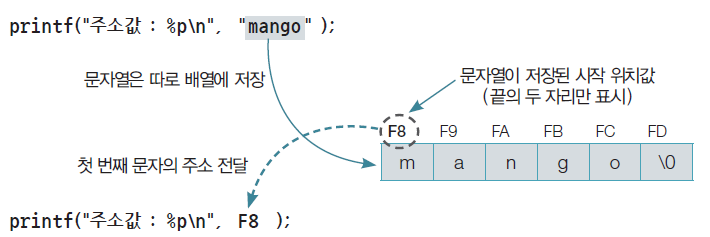 printf("주소값 : %p\n", "mango" );
문자열은 따로 배열에 저장
문자열이 저장된 시작 위치값
(끝의 두 자리만 표시)
F8 F9 FA FB FC FD
m a n g o \0
첫 번째 문자의 주소 전달
printf("주소값 : %p\n", F8 );